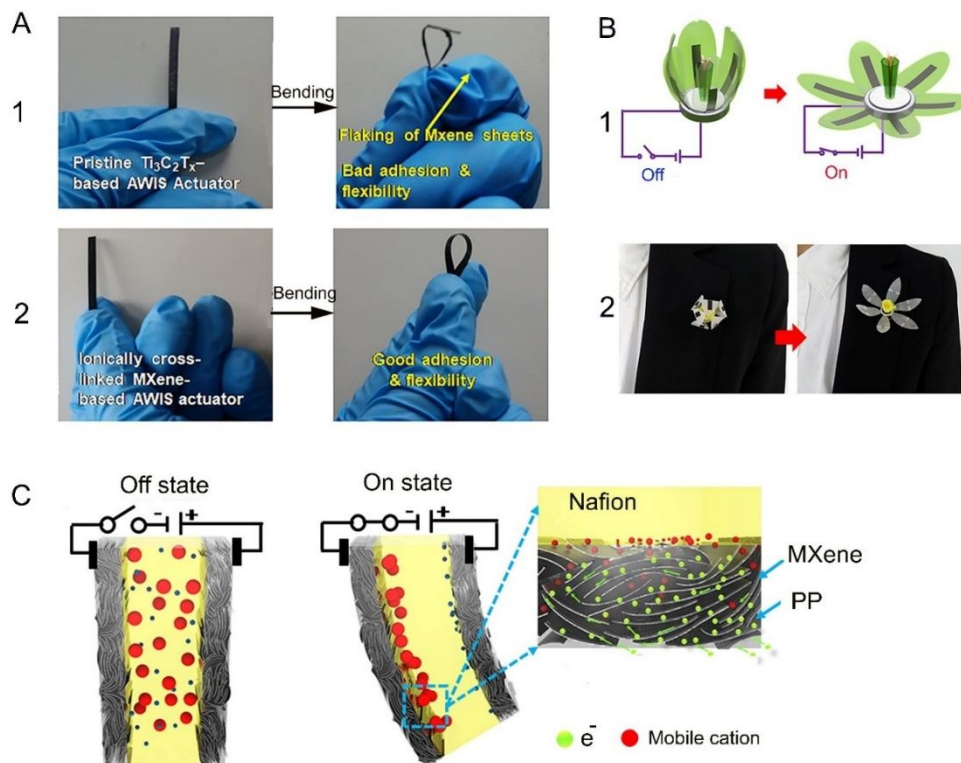 A
1
Pristine Ti₃C₂Tₓ–
based AWIS Actuator
Bending
Flaking of Mxene sheets
Bad adhesion &
flexibility
2
Ionically cross-
linked MXene-
based AWIS actuator
Bending
Good adhesion
& flexibility
B
1
Off
On
2
C
Off state
- +
On state
- +
Nafion
MXene
PP
e⁻
Mobile cation